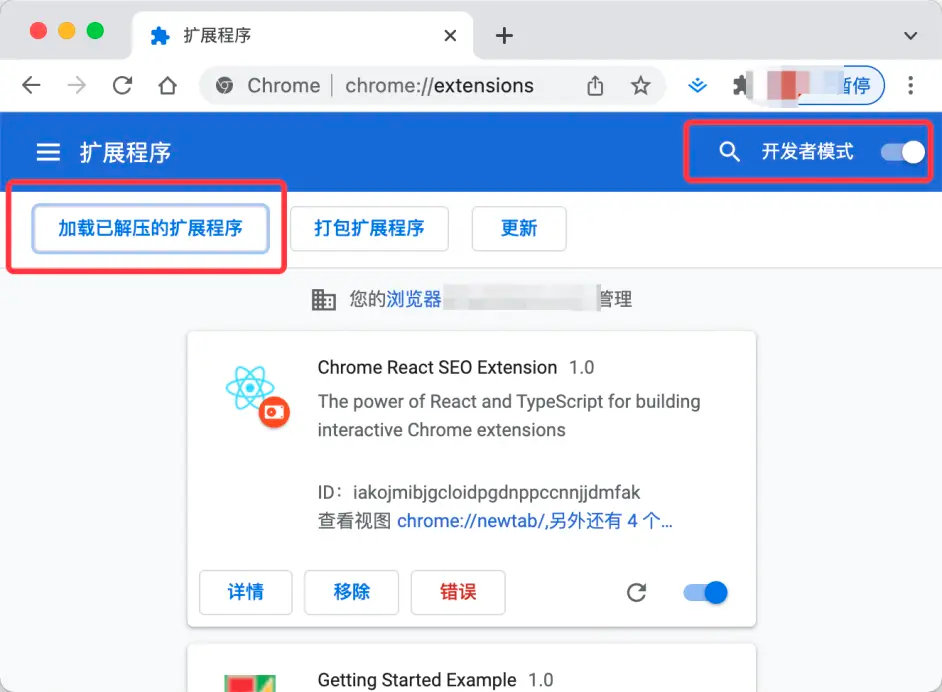 扩展程序
Chrome chrome://extensions 暂停
扩展程序 开发者模式
加载已解压的扩展程序 打包扩展程序 更新
您的浏览器 管理
Chrome React SEO Extension 1.0
The power of React and TypeScript for building
interactive Chrome extensions
ID：iakojmibjgcloidpgdnppccnnjjdmfak
查看视图 chrome://newtab/,另外还有 4 个...
详情 移除 错误
Getting Started Example 1.0